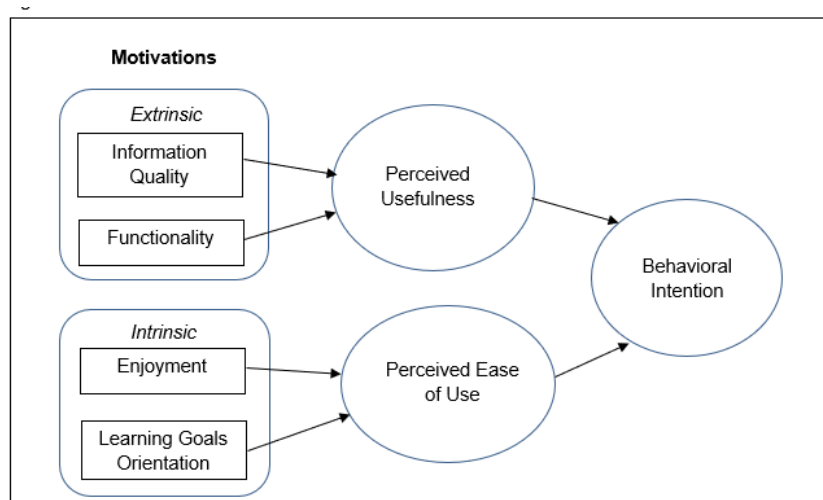 Motivations
Extrinsic
Information
Quality
Functionality
Perceived
Usefulness
Behavioral
Intention
Intrinsic
Enjoyment
Learning Goals
Orientation
Perceived Ease
of Use